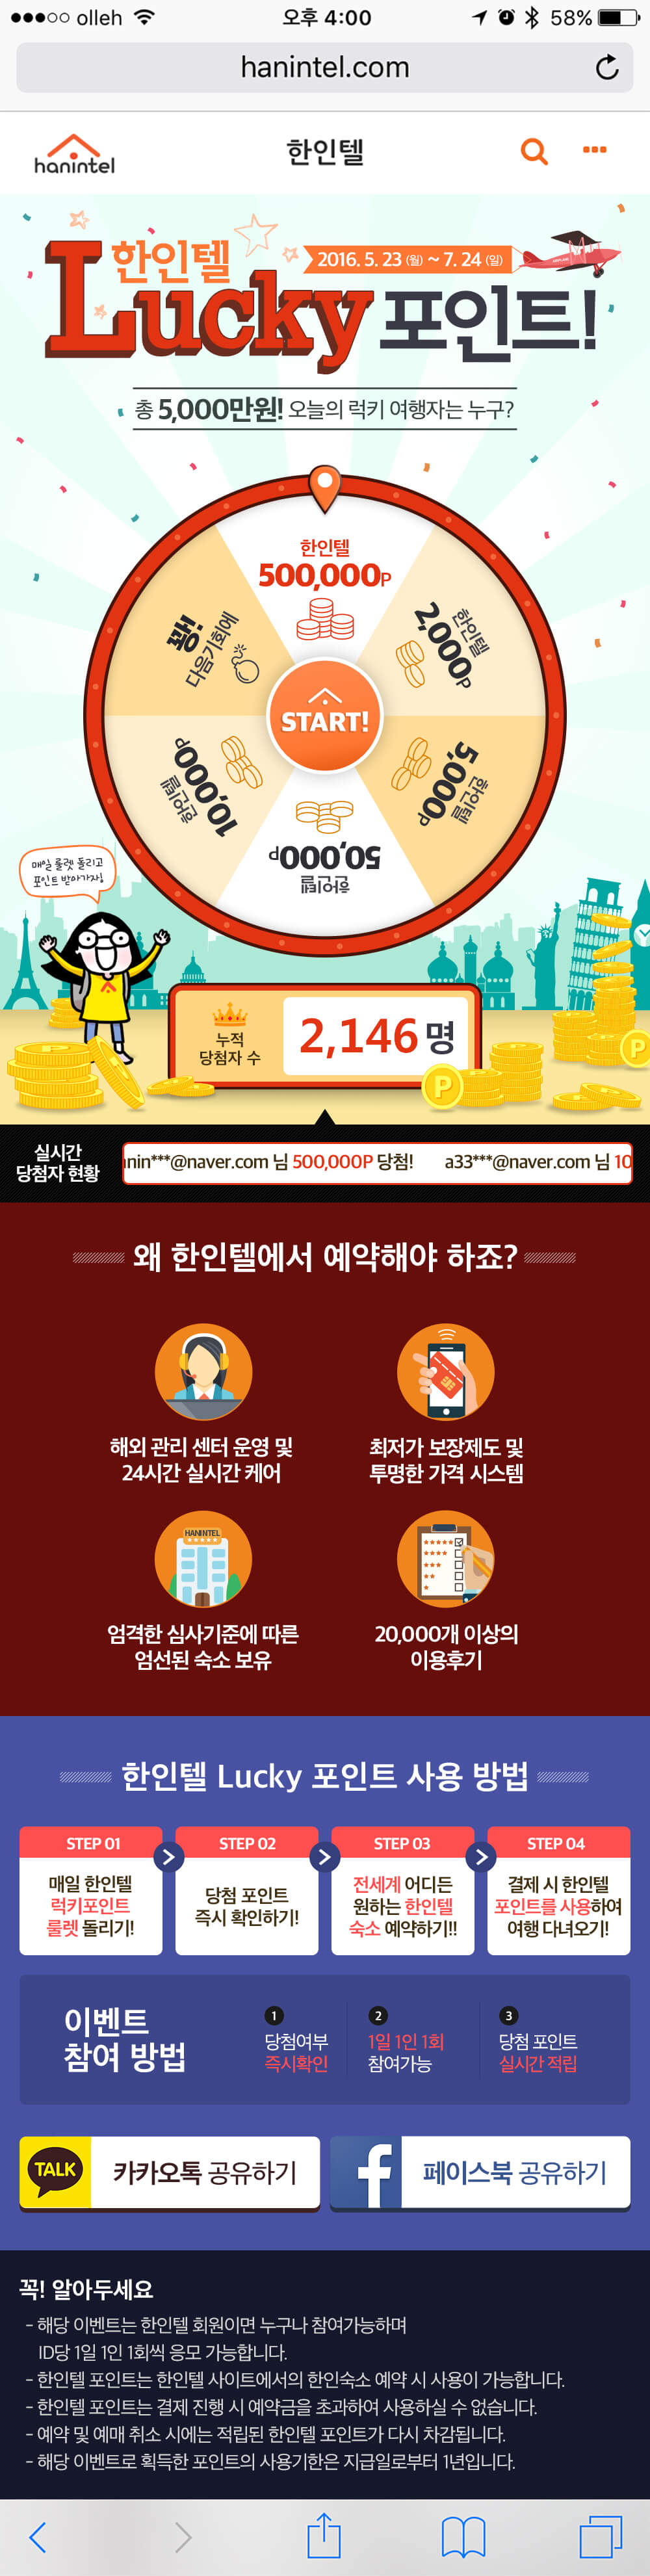 olleh 오후 4:00 58%
hanintel.com
hanintel 한인텔
한인텔
2016. 5. 23 (월) ~ 7. 24 (일)
Lucky 포인트!
총 5,000만원! 오늘의 럭키 여행자는 누구?
한인텔
500,000P
한인텔
2,000P
한인텔
5,000P
한인텔
50,000P
한인텔
10,000P
꽝!
다음기회에
START!
매일 룰렛 돌리고
포인트 받아가자!
누적
당첨자 수
2,146 명
P
P
실시간
당첨자 현황
nin***@naver.com 님 500,000P 당첨! a33***@naver.com 님 10
왜 한인텔에서 예약해야 하죠?
해외 관리 센터 운영 및
24시간 실시간 케어
최저가 보장제도 및
투명한 가격 시스템
HANINTEL
엄격한 심사기준에 따른
엄선된 숙소 보유
20,000개 이상의
이용후기
한인텔 Lucky 포인트 사용 방법
STEP 01
매일 한인텔
럭키포인트
룰렛 돌리기!
STEP 02
당첨 포인트
즉시 확인하기!
STEP 03
전세계 어디든
원하는 한인텔
숙소 예약하기!!
STEP 04
결제 시 한인텔
포인트를 사용하여
여행 다녀오기!
이벤트
참여 방법
1
당첨여부
즉시확인
2
1일 1인 1회
참여가능
3
당첨 포인트
실시간 적립
TALK 카카오톡 공유하기
f 페이스북 공유하기
꼭! 알아두세요
- 해당 이벤트는 한인텔 회원이면 누구나 참여가능하며
ID당 1일 1인 1회씩 응모 가능합니다.
- 한인텔 포인트는 한인텔 사이트에서의 한인숙소 예약 시 사용이 가능합니다.
- 한인텔 포인트는 결제 진행 시 예약금을 초과하여 사용하실 수 없습니다.
- 예약 및 예매 취소 시에는 적립된 한인텔 포인트가 다시 차감됩니다.
- 해당 이벤트로 획득한 포인트의 사용기한은 지급일로부터 1년입니다.